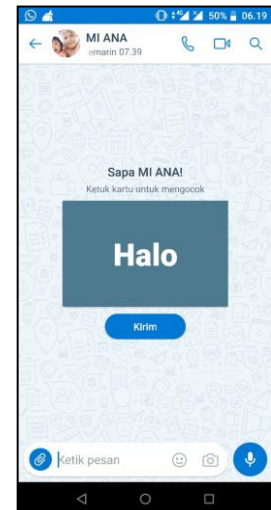 50% 06.19
MI ANA
emarin 07.39
Sapa MI ANA!
Ketuk kartu untuk mengocok
Halo
Kirim
Ketik pesan